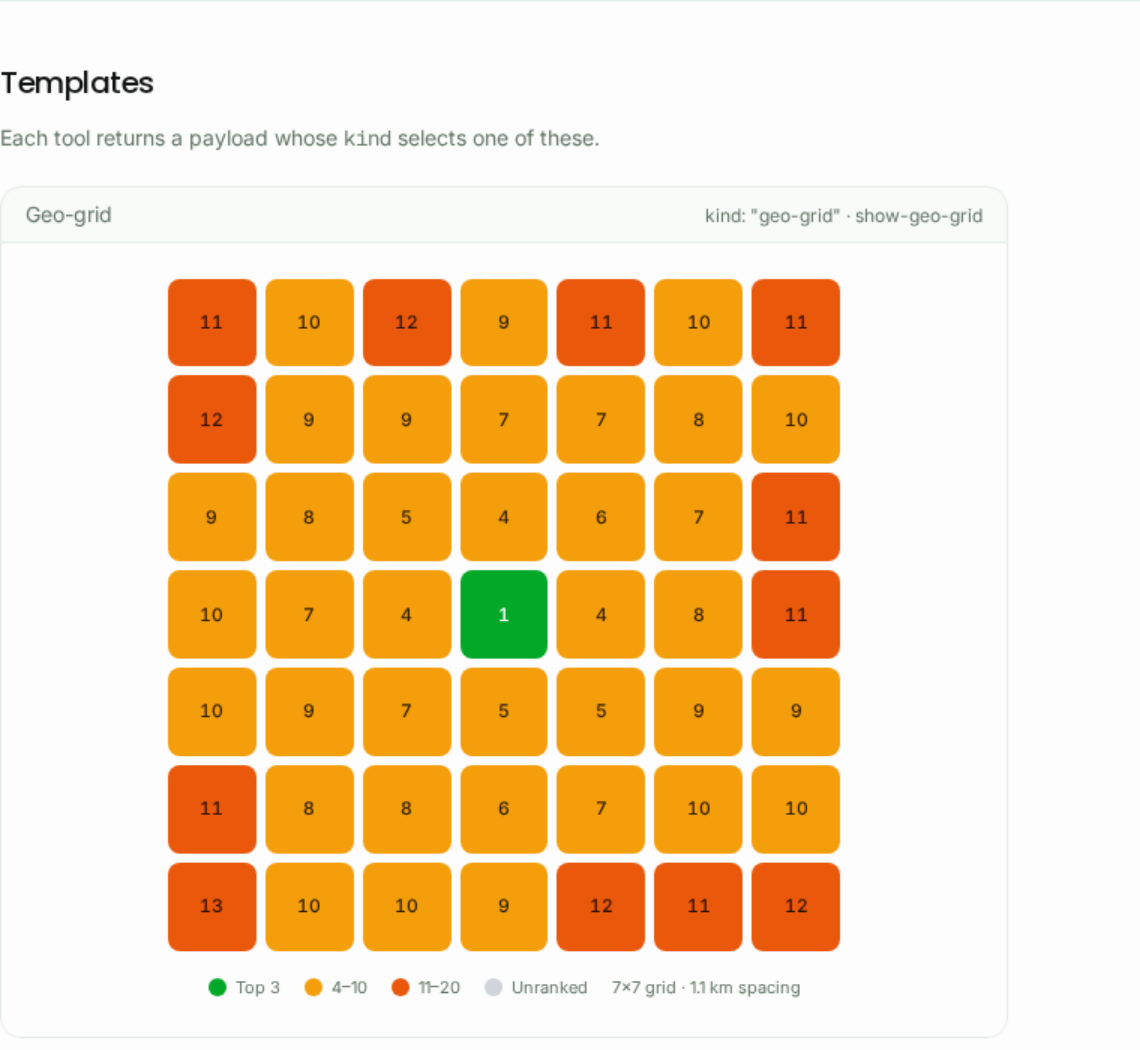 Templates
Each tool returns a payload whose kind selects one of these.
Geo-grid kind: "geo-grid" · show-geo-grid
11 10 12 9 11 10 11
12 9 9 7 7 8 10
9 8 5 4 6 7 11
10 7 4 1 4 8 11
10 9 7 5 5 9 9
11 8 8 6 7 10 10
13 10 10 9 12 11 12
Top 3 4–10 11–20 Unranked 7×7 grid · 1.1 km spacing